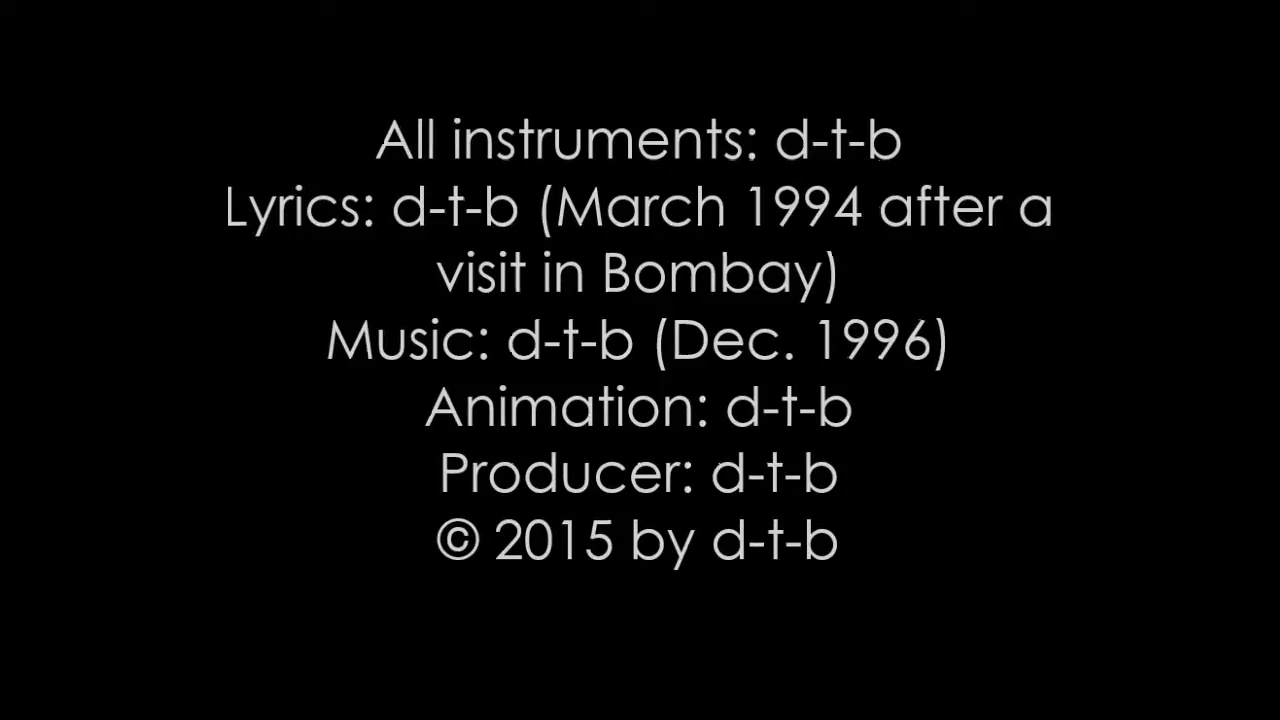 All instruments: d-t-b
Lyrics: d-t-b (March 1994 after a
visit in Bombay)
Music: d-t-b (Dec. 1996)
Animation: d-t-b
Producer: d-t-b
© 2015 by d-t-b